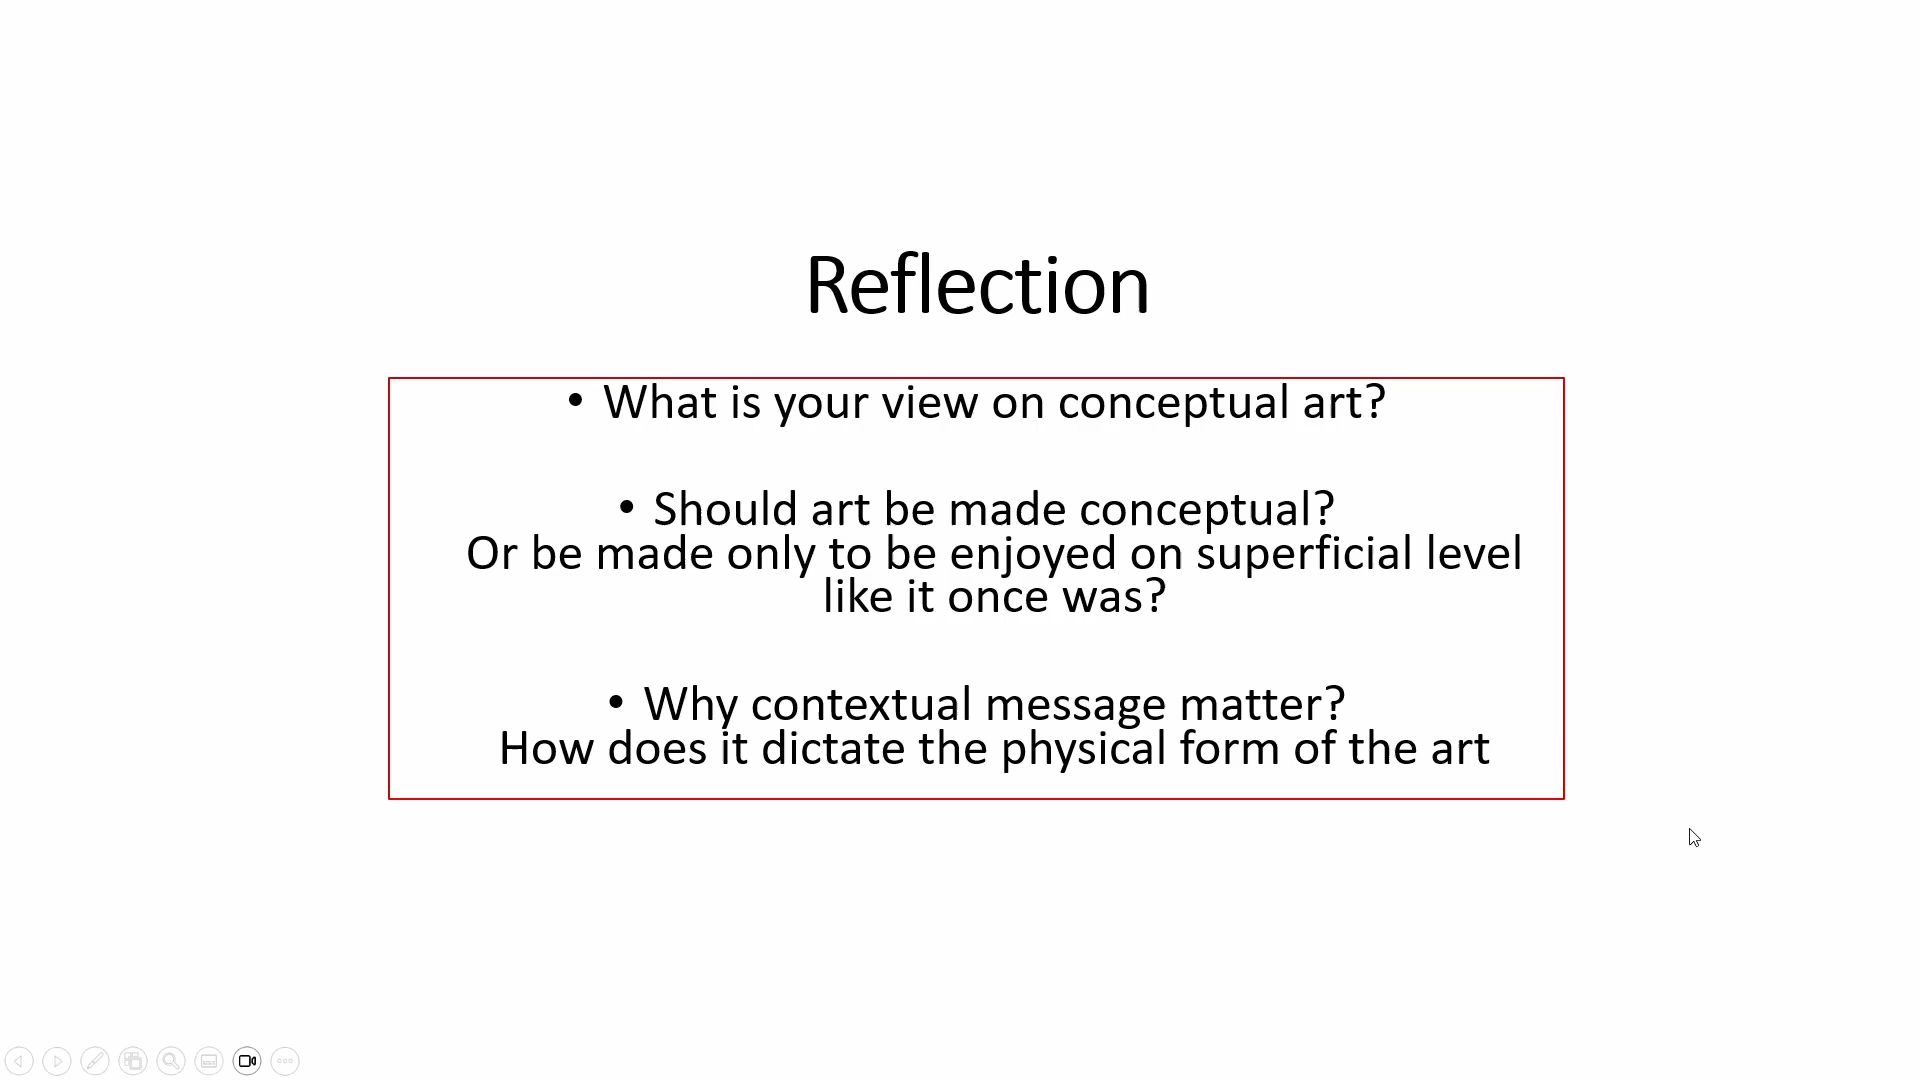 Reflection
• What is your view on conceptual art?
• Should art be made conceptual?
Or be made only to be enjoyed on superficial level
like it once was?
• Why contextual message matter?
How does it dictate the physical form of the art